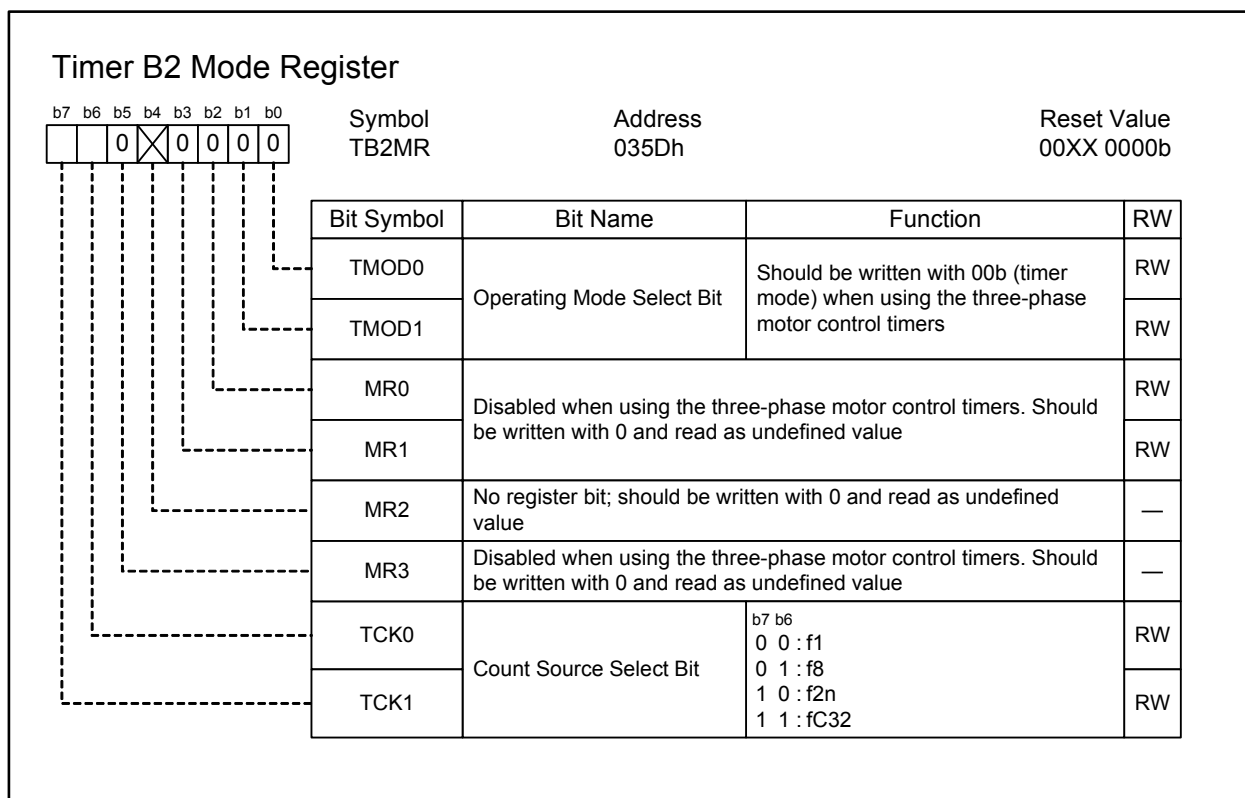 Timer B2 Mode Register
b7 b6 b5 b4 b3 b2 b1 b0
0 0 0 0 0
Symbol Address Reset Value
TB2MR 035Dh 00XX 0000b
Bit Symbol Bit Name Function RW
TMOD0 RW
Operating Mode Select Bit
Should be written with 00b (timer
mode) when using the three-phase
motor control timers
TMOD1 RW
MR0 RW
Disabled when using the three-phase motor control timers. Should
be written with 0 and read as undefined value
MR1 RW
MR2 No register bit; should be written with 0 and read as undefined
value —
MR3 Disabled when using the three-phase motor control timers. Should
be written with 0 and read as undefined value —
TCK0 RW
Count Source Select Bit
b7 b6
0 0 : f1
0 1 : f8
1 0 : f2n
1 1 : fC32
TCK1 RW